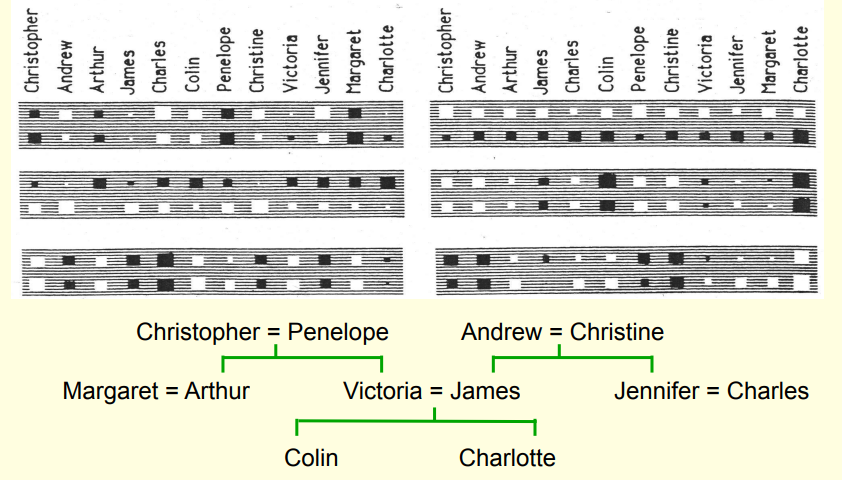 Christopher
Andrew
Arthur
James
Charles
Colin
Penelope
Christine
Victoria
Jennifer
Margaret
Charlotte
Christopher
Andrew
Arthur
James
Charles
Colin
Penelope
Christine
Victoria
Jennifer
Margaret
Charlotte
Christopher = Penelope Andrew = Christine
Margaret = Arthur Victoria = James Jennifer = Charles
Colin Charlotte